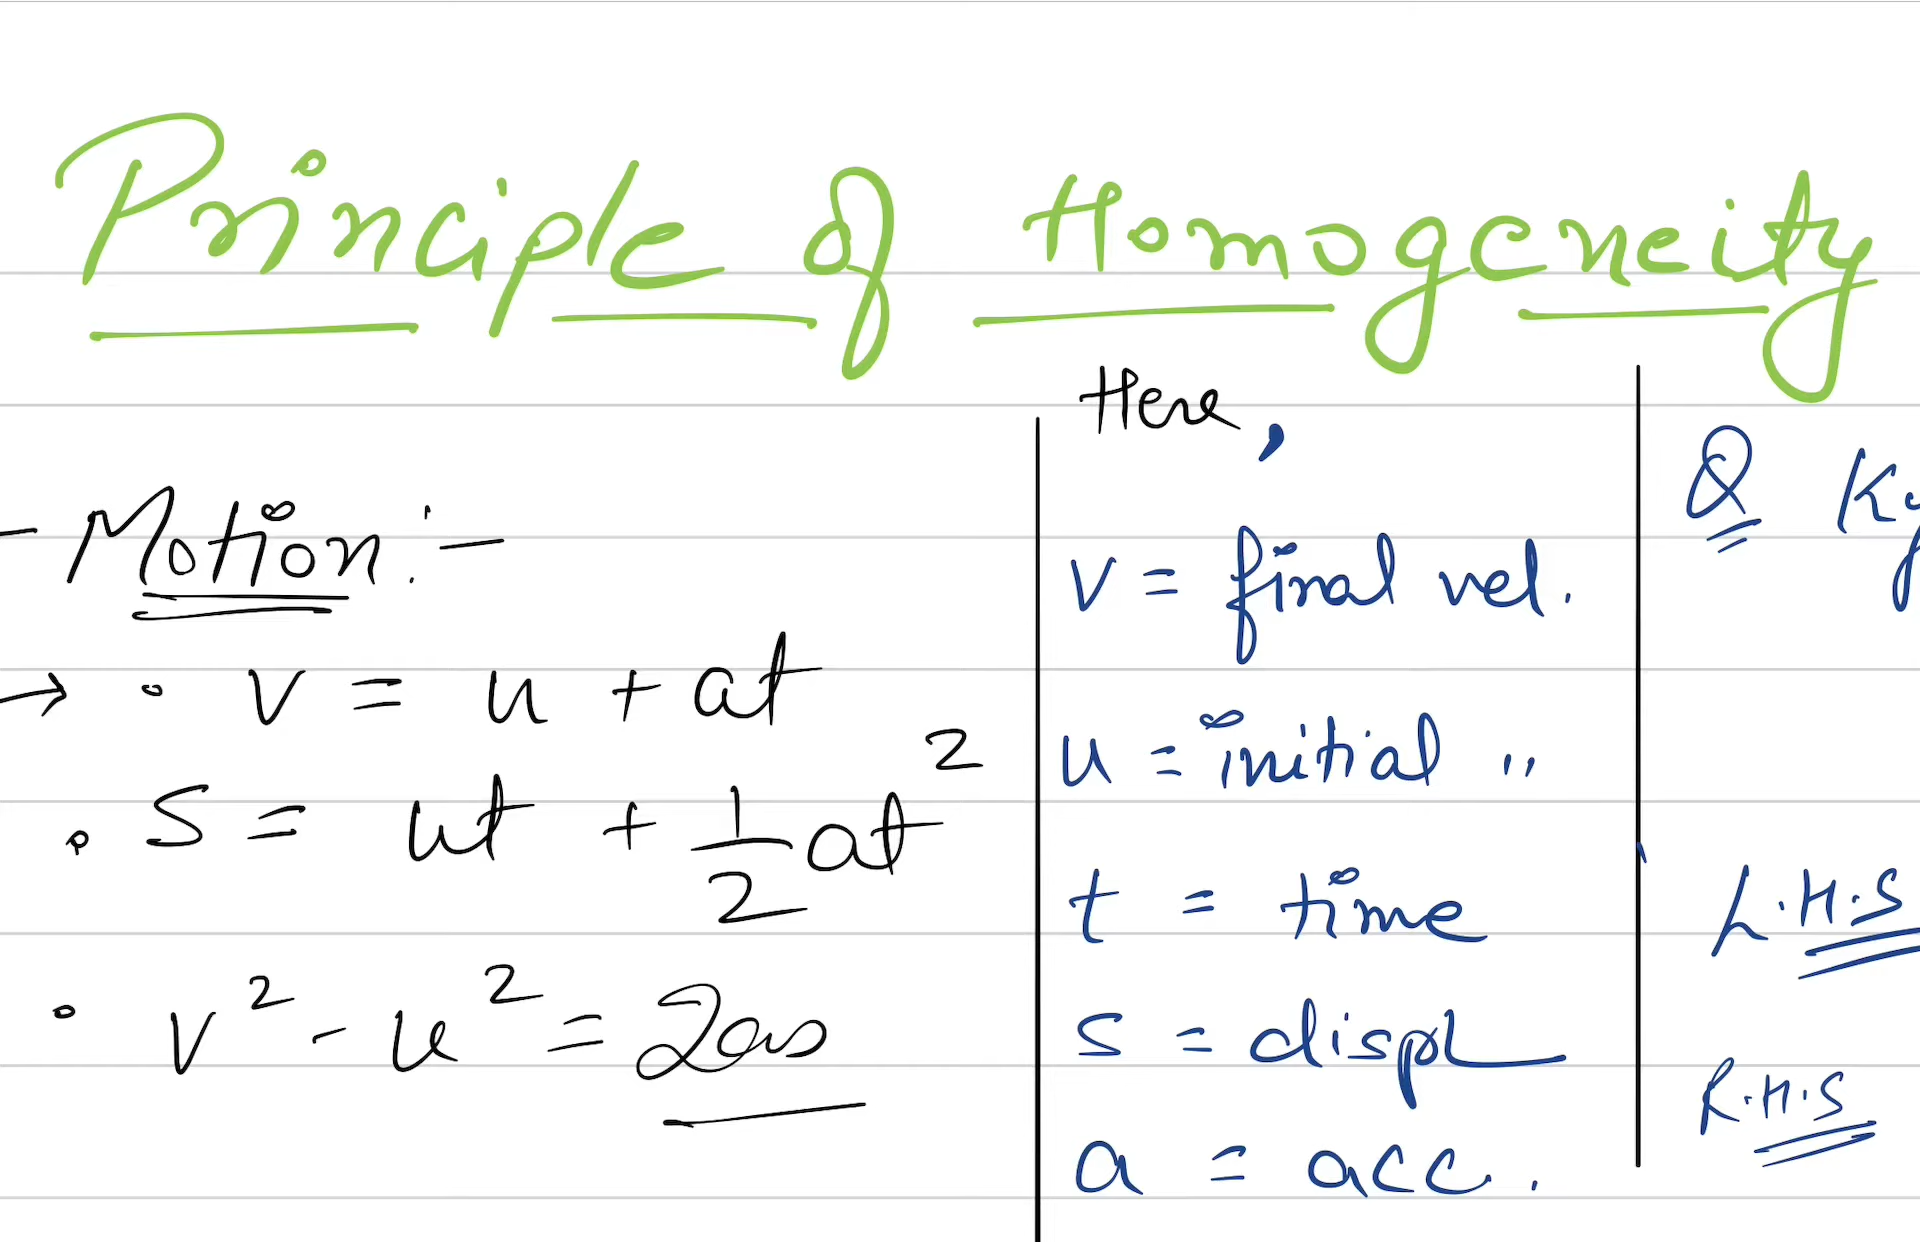 Principle of Homogeneity
- Motion :-
→ • v = u + at
• s = ut + 1/2 at²
• v² - u² = 2as
Here,
v = final vel.
u = initial "
t = time
s = displ
a = acc.
Q
L.H.S
R.H.S